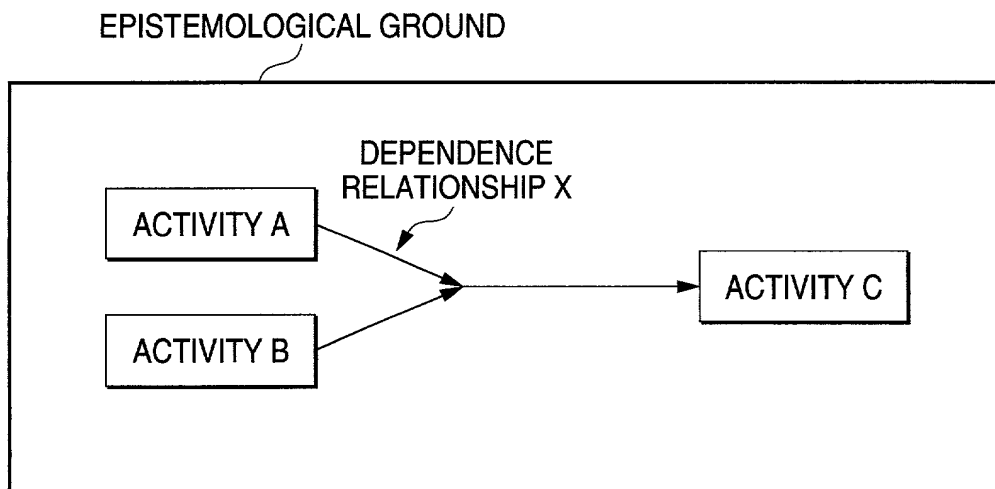 EPISTEMOLOGICAL GROUND
DEPENDENCE
RELATIONSHIP X
ACTIVITY A
ACTIVITY C
ACTIVITY B